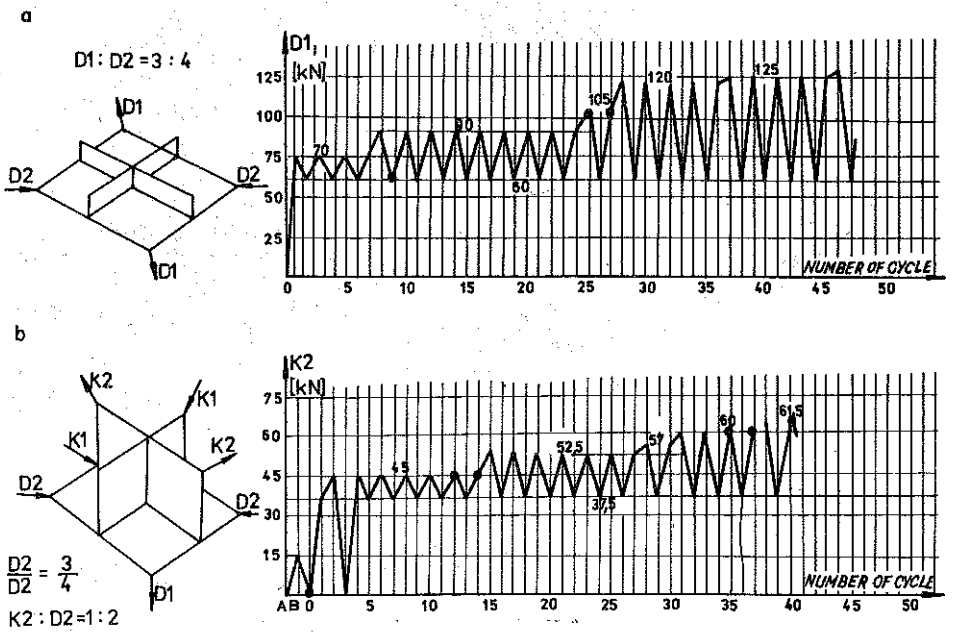 a
D1 : D2 = 3 : 4
D1
D2
D2
D1
D1,
[kN]
125
100
75
50
25
70
90
60
105
120
125
NUMBER OF CYCLE
0 5 10 15 20 25 30 35 40 45 50
b
K2
K1
K1
K2
D2
D2
D1
D2/D2 = 3/4
K2 : D2 = 1 : 2
K2
[kN]
75
60
45
30
15
45
52,5
37,5
57
60
61,5
NUMBER OF CYCLE
A B 0 5 10 15 20 25 30 35 40 45 50